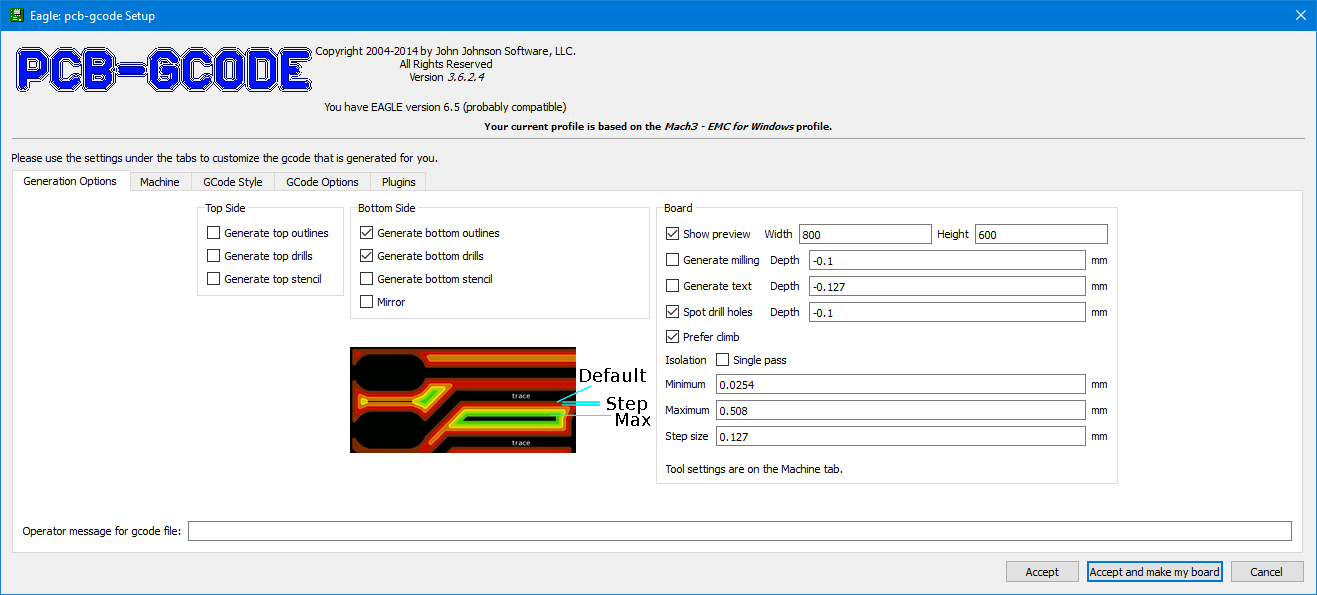 Eagle: pcb-gcode Setup
PCB-GCODE
Copyright 2004-2014 by John Johnson Software, LLC.
All Rights Reserved
Version 3.6.2.4
You have EAGLE version 6.5 (probably compatible)
Your current profile is based on the Mach3 - EMC for Windows profile.
Please use the settings under the tabs to customize the gcode that is generated for you.
Generation Options Machine GCode Style GCode Options Plugins
Top Side
Generate top outlines
Generate top drills
Generate top stencil
Bottom Side
Generate bottom outlines
Generate bottom drills
Generate bottom stencil
Mirror
trace
trace
Default
Step
Max
Board
Show preview Width 800 Height 600
Generate milling Depth -0.1 mm
Generate text Depth -0.127 mm
Spot drill holes Depth -0.1 mm
Prefer climb
Isolation Single pass
Minimum 0.0254 mm
Maximum 0.508 mm
Step size 0.127 mm
Tool settings are on the Machine tab.
Operator message for gcode file:
Accept Accept and make my board Cancel